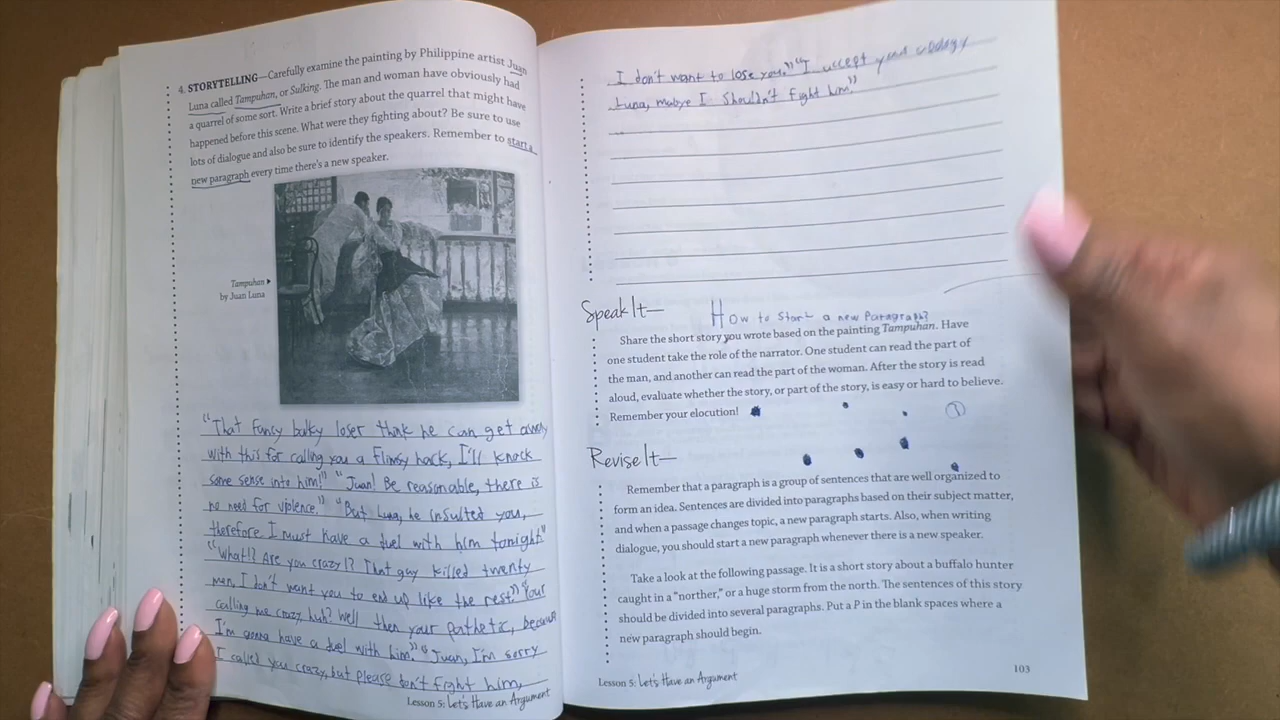 4. STORYTELLING—Carefully examine the painting by Philippine artist Juan
Luna called Tampuhan, or Sulking. The man and woman have obviously had
a quarrel of some sort. Write a brief story about the quarrel that might have
happened before this scene. What were they fighting about? Be sure to use
lots of dialogue and also be sure to identify the speakers. Remember to start a
new paragraph every time there's a new speaker.
Tampuhan
by Juan Luna
"That Funcy balky loser think he can get away
with this for calling you a flimsy hack, I'll knock
some sense into him!" "Juan! Be reasonable, there is
no need for violence." "But Luna, he insulted you,
therefore I must have a duel with him tonight."
"What!? Are you crazy!? That guy killed twenty
men, I don't want you to end up like the rest." "Your
calling me crazy, huh? Well then your pathetic, because
I'm gonna have a duel with him." "Juan, I'm sorry
I called you crazy, but please don't fight him,
Lesson 5: Let's Have an Argument
I don't want to lose you." "I accept your
Luna, mabye I shouldn't fight him."
Speak It—
How to Start a new Paragraph?
Share the short story you wrote based on the painting Tampuhan. Have
one student take the role of the narrator. One student can read the part of
the man, and another can read the part of the woman. After the story is read
aloud, evaluate whether the story, or part of the story, is easy or hard to believe.
Remember your elocution!
1
Revise It—
Remember that a paragraph is a group of sentences that are well organized to
form an idea. Sentences are divided into paragraphs based on their subject matter,
and when a passage changes topic, a new paragraph starts. Also, when writing
dialogue, you should start a new paragraph whenever there is a new speaker.
Take a look at the following passage. It is a short story about a buffalo hunter
caught in a "norther," or a huge storm from the north. The sentences of this story
should be divided into several paragraphs. Put a P in the blank spaces where a
new paragraph should begin.
Lesson 5: Let's Have an Argument
103